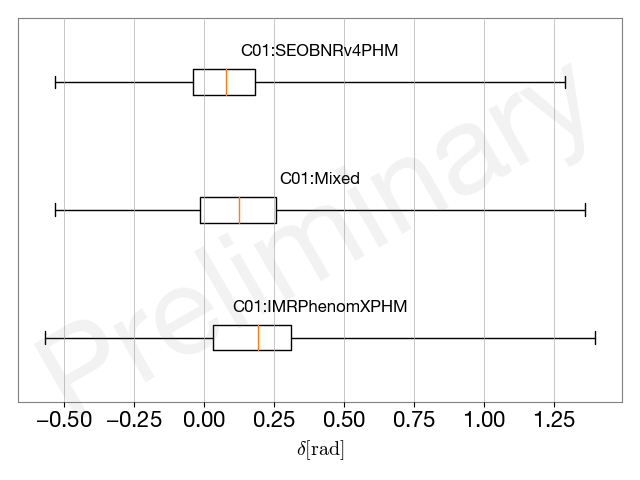 C01:SEOBNRv4PHM
C01:Mixed
C01:IMRPhenomXPHM
Preliminary
−0.50 −0.25 0.00 0.25 0.50 0.75 1.00 1.25
δ[rad]